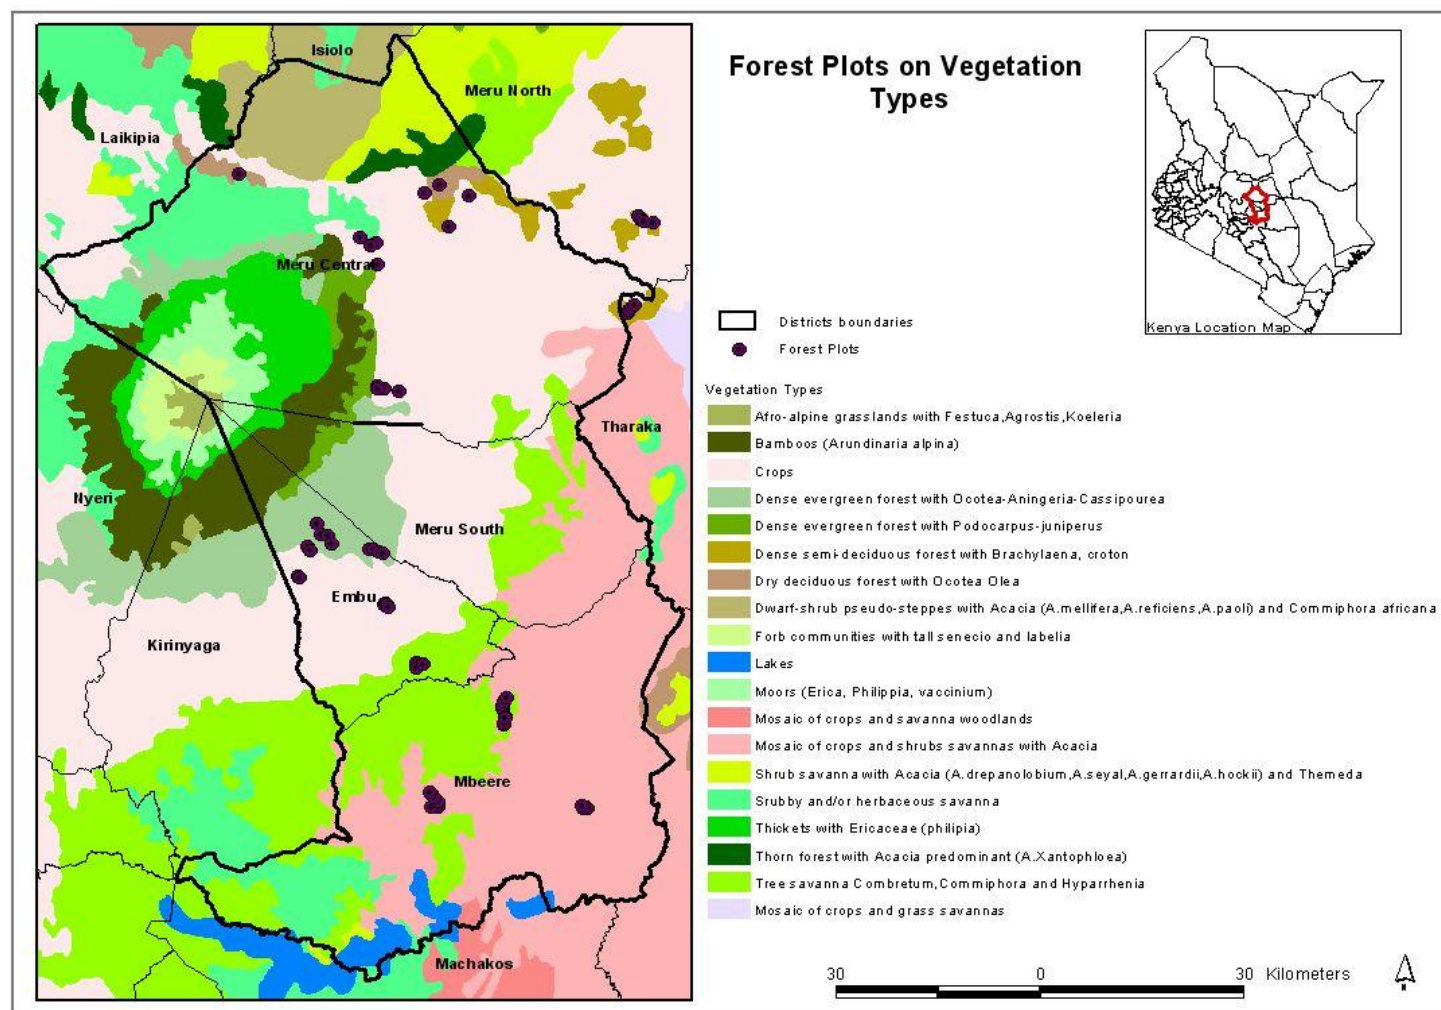 Forest Plots on Vegetation
Types
Isiolo
Meru North
Laikipia
Meru Central
Tharaka
Nyeri
Meru South
Embu
Kirinyaga
Mbeere
Machakos
Kenya Location Map
Districts boundaries
Forest Plots
Vegetation Types
Afro-alpine grasslands with Festuca,Agrostis,Koeleria
Bamboos (Arundinaria alpina)
Crops
Dense evergreen forest with Ocotea-Aningeria-Cassipourea
Dense evergreen forest with Podocarpus-juniperus
Dense semi-deciduous forest with Brachylaena, croton
Dry deciduous forest with Ocotea Olea
Dwarf-shrub pseudo-steppes with Acacia (A.mellifera,A.reficiens,A.paoli) and Commiphora africana
Forb communities with tall senecio and labelia
Lakes
Moors (Erica, Philippia, vaccinium)
Mosaic of crops and savanna woodlands
Mosaic of crops and shrubs savannas with Acacia
Shrub savanna with Acacia (A.drepanolobium,A.seyal,A.gerrardii,A.hockii) and Themeda
Srubby and/or herbaceous savanna
Thickets with Ericaceae (philipia)
Thorn forest with Acacia predominant (A.Xantophloea)
Tree savanna Combretum,Commiphora and Hyparrhenia
Mosaic of crops and grass savannas
30 0 30 Kilometers
N